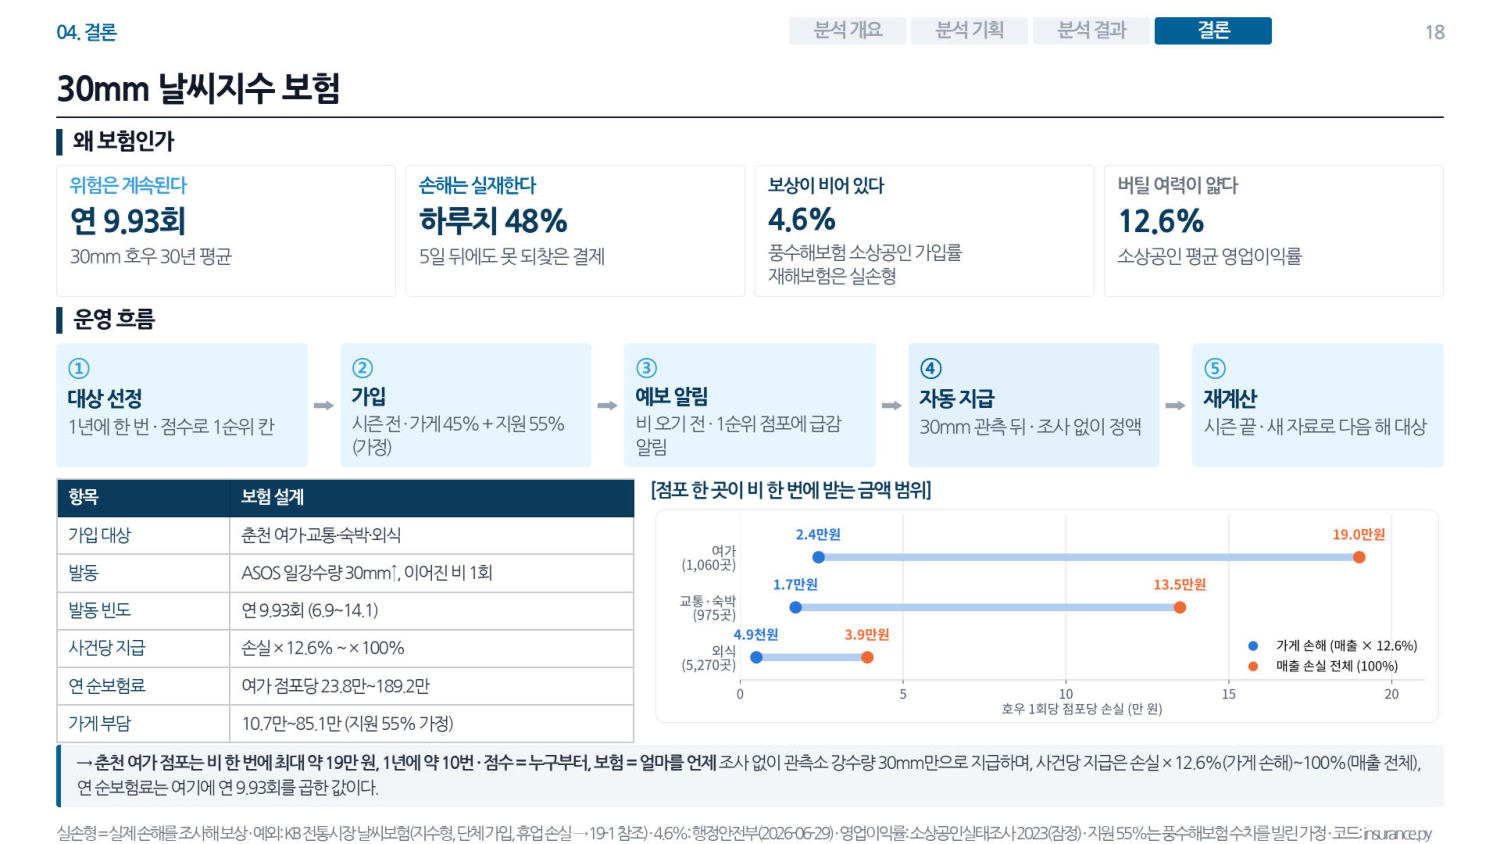 04. 결론
분석 개요
분석 기획
분석 결과
결론
18
30mm 날씨지수 보험
왜 보험인가
위험은 계속된다
연 9.93회
30mm 호우 30년 평균
손해는 실재한다
하루치 48%
5일 뒤에도 못 되찾은 결제
보상이 비어 있다
4.6%
풍수해보험 소상공인 가입률
재해보험은 실손형
버틸 여력이 얇다
12.6%
소상공인 평균 영업이익률
운영 흐름
①
대상 선정
1년에 한 번 · 점수로 1순위 칸
②
가입
시즌 전 · 가게 45% + 지원 55%
(가정)
③
예보 알림
비 오기 전 · 1순위 점포에 급감
알림
④
자동 지급
30mm 관측 뒤 · 조사 없이 정액
⑤
재계산
시즌 끝 · 새 자료로 다음 해 대상
항목 보험 설계
가입 대상 춘천 여가·교통·숙박·외식
발동 ASOS 일강수량 30mm↑, 이어진 비 1회
발동 빈도 연 9.93회 (6.9~14.1)
사건당 지급 손실 × 12.6% ~ × 100%
연 순보험료 여가 점포당 23.8만~189.2만
가게 부담 10.7만~85.1만 (지원 55% 가정)
[점포 한 곳이 비 한 번에 받는 금액 범위]
2.4만원
19.0만원
여가
(1,060곳)
1.7만원
13.5만원
교통 · 숙박
(975곳)
4.9천원
3.9만원
외식
(5,270곳)
가게 손해 (매출 × 12.6%)
매출 손실 전체 (100%)
0 5 10 15 20
호우 1회당 점포당 손실 (만 원)
→ 춘천 여가 점포는 비 한 번에 최대 약 19만 원, 1년에 약 10번 · 점수 = 누구부터, 보험 = 얼마를 언제 조사 없이 관측소 강수량 30mm만으로 지급하며, 사건당 지급은 손실 × 12.6%(가게 손해)~100%(매출 전체),
연 순보험료는 여기에 연 9.93회를 곱한 값이다.
실손형 = 실제 손해를 조사해 보상 · 예외: KB 전통시장 날씨보험(지수형, 단체 가입, 휴업 손실 → 19-1 참조) · 4.6%: 행정안전부(2026-06-29) · 영업이익률: 소상공인실태조사 2023(잠정) · 지원 55%는 풍수해보험 수치를 빌린 가정 · 코드: insurance.py